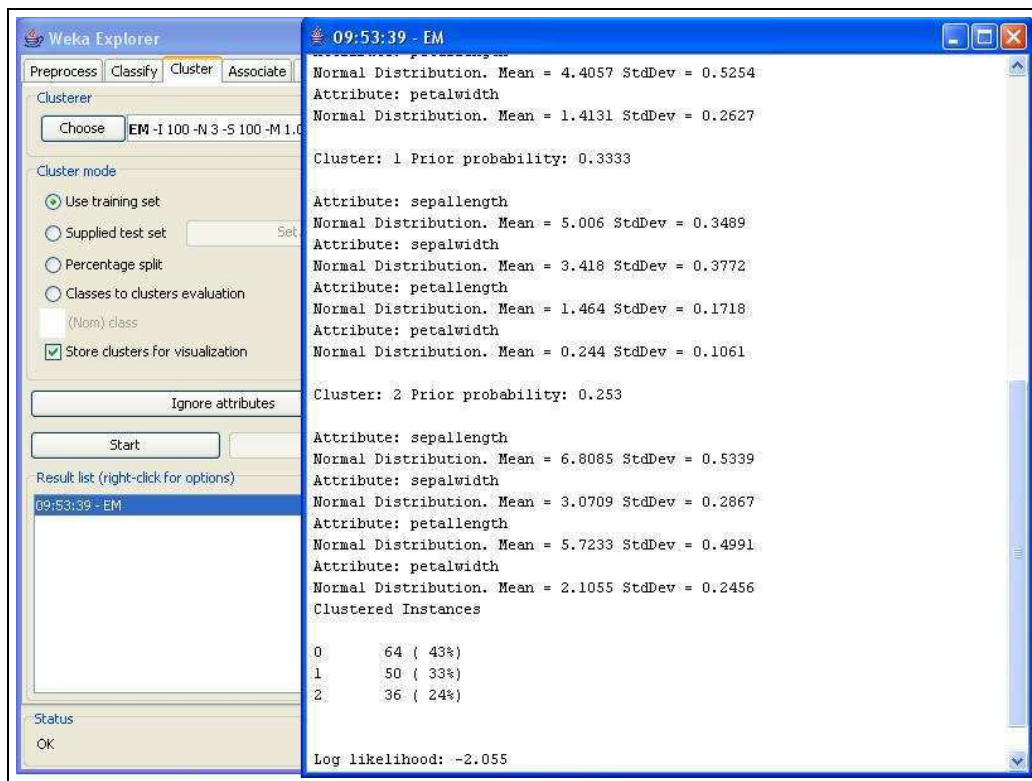 Weka Explorer
Preprocess Classify Cluster Associate
Clusterer
Choose EM -I 100 -N 3 -S 100 -M 1.0
Cluster mode
Use training set
Supplied test set Set.
Percentage split
Classes to clusters evaluation
(Nom) class
Store clusters for visualization
Ignore attributes
Start
Result list (right-click for options)
09:53:39 - EM
Status
OK
09:53:39 - EM
Normal Distribution. Mean = 4.4057 StdDev = 0.5254
Attribute: petalwidth
Normal Distribution. Mean = 1.4131 StdDev = 0.2627
Cluster: 1 Prior probability: 0.3333
Attribute: sepallength
Normal Distribution. Mean = 5.006 StdDev = 0.3489
Attribute: sepalwidth
Normal Distribution. Mean = 3.418 StdDev = 0.3772
Attribute: petallength
Normal Distribution. Mean = 1.464 StdDev = 0.1718
Attribute: petalwidth
Normal Distribution. Mean = 0.244 StdDev = 0.1061
Cluster: 2 Prior probability: 0.253
Attribute: sepallength
Normal Distribution. Mean = 6.8085 StdDev = 0.5339
Attribute: sepalwidth
Normal Distribution. Mean = 3.0709 StdDev = 0.2867
Attribute: petallength
Normal Distribution. Mean = 5.7233 StdDev = 0.4991
Attribute: petalwidth
Normal Distribution. Mean = 2.1055 StdDev = 0.2456
Clustered Instances
0 64 ( 43%)
1 50 ( 33%)
2 36 ( 24%)
Log likelihood: -2.055